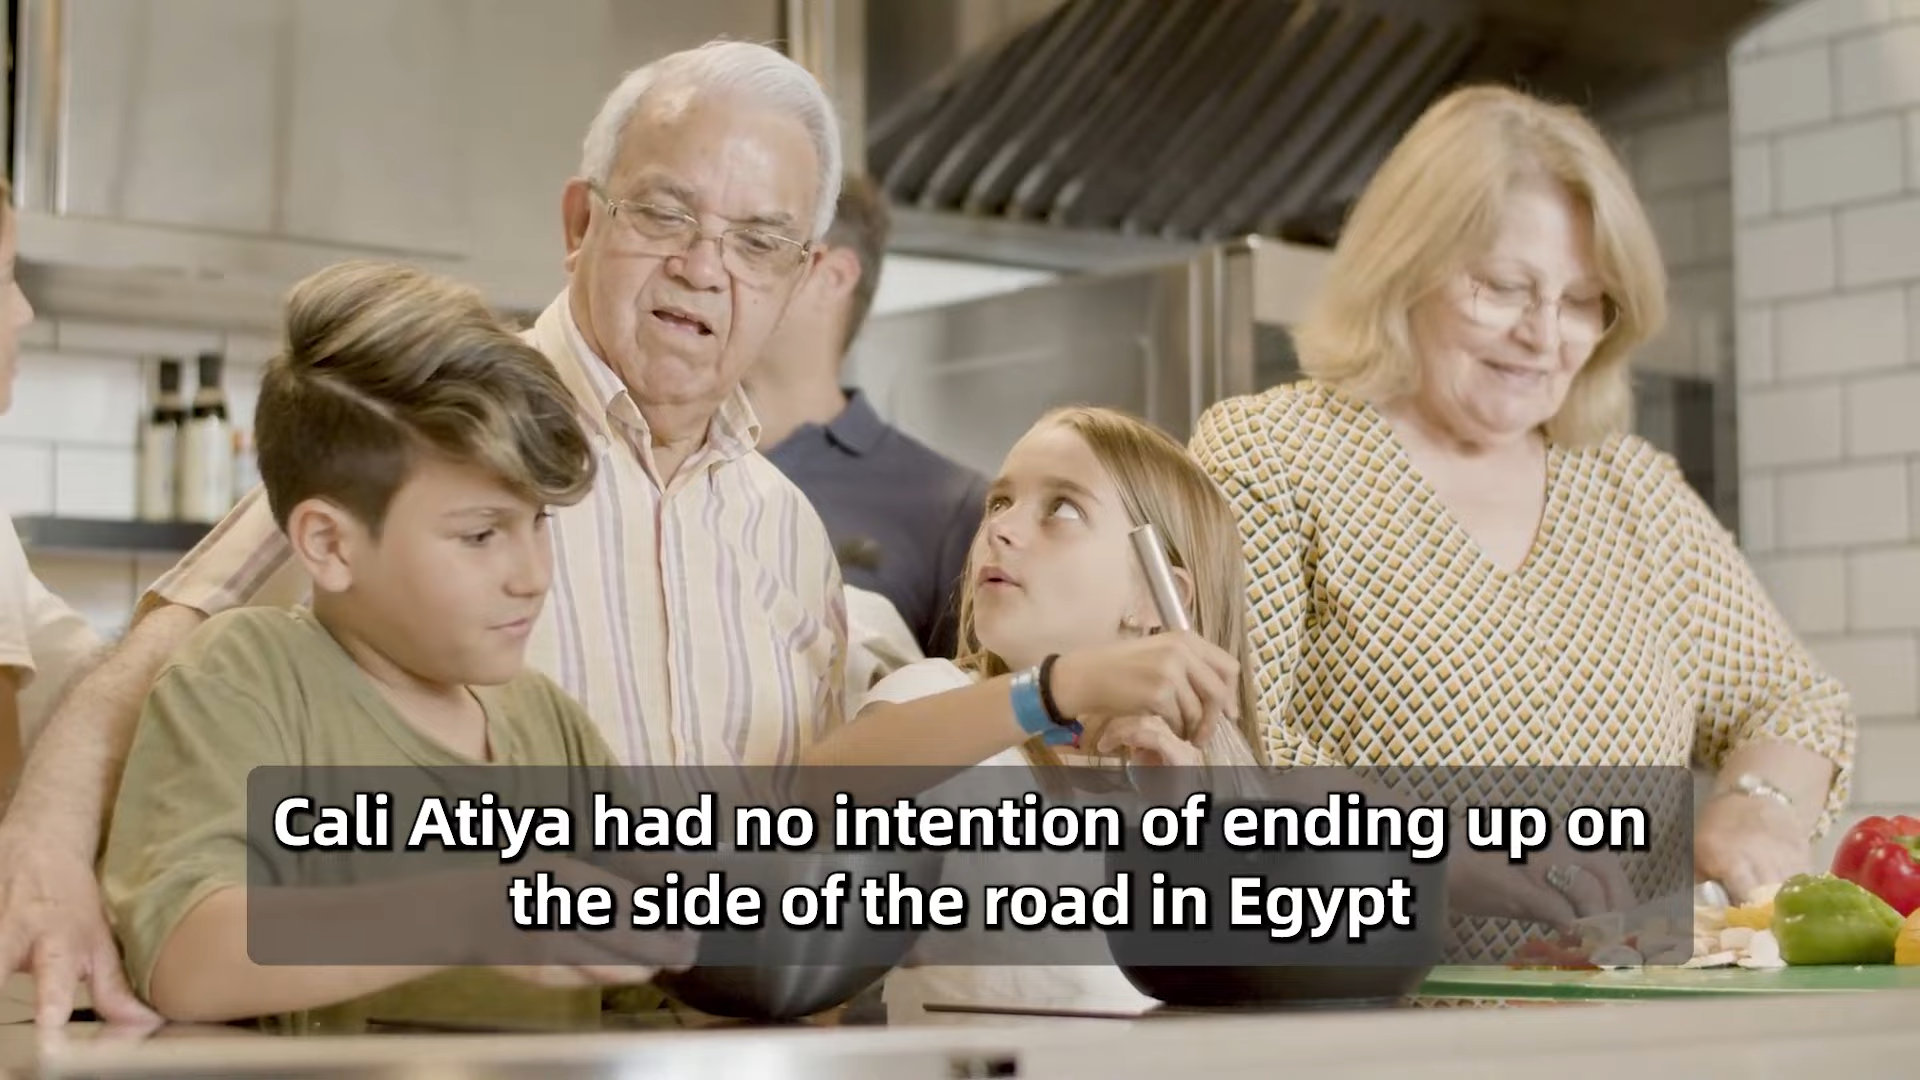 Cali Atiya had no intention of ending up on
the side of the road in Egypt